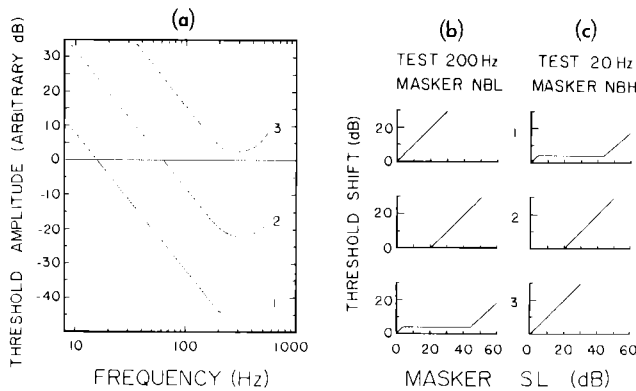 (a)
THRESHOLD AMPLITUDE (ARBITRARY dB)
30
20
10
0
-10
-20
-30
-40
3
2
1
10
100
1000
FREQUENCY (Hz)
(b)
TEST 200 Hz
MASKER NBL
(c)
TEST 20 Hz
MASKER NBH
THRESHOLD SHIFT (dB)
20
0
1
20
0
2
20
0
3
0 20 40 60
0 20 40 60
MASKER SL (dB)